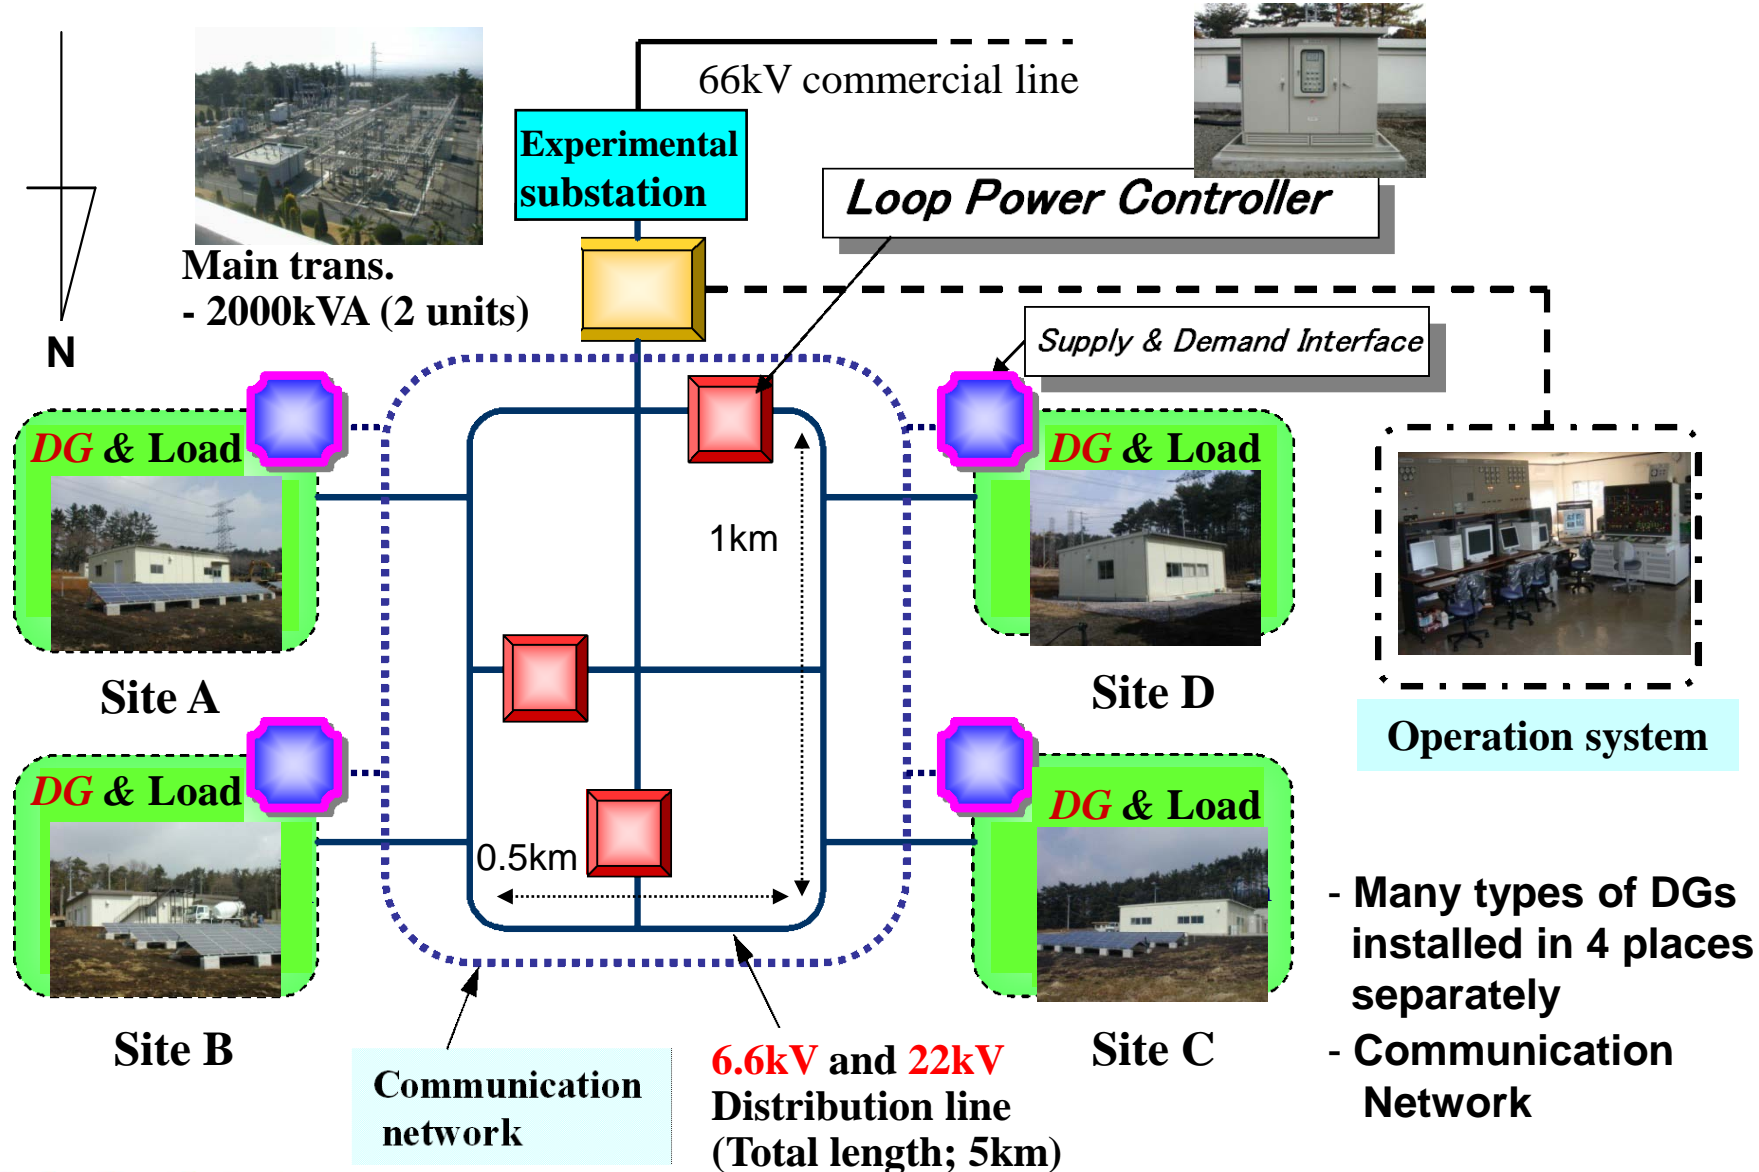 66kV commercial line
Experimental
substation
Loop Power Controller
Main trans.
- 2000kVA (2 units)
N
Supply & Demand Interface
DG & Load
DG & Load
1km
Site A
Site D
Operation system
DG & Load
DG & Load
0.5km
Site B
Site C
Communication
network
6.6kV and 22kV
Distribution line
(Total length; 5km)
- Many types of DGs
installed in 4 places
separately
- Communication
Network